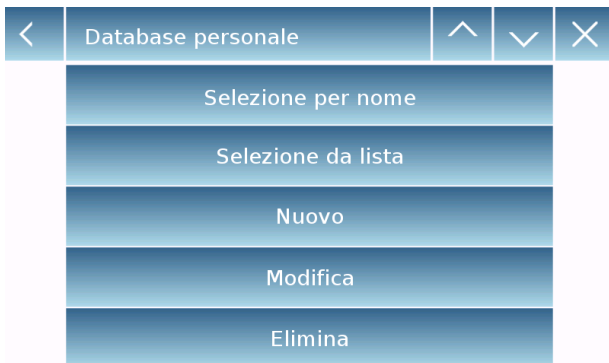 Database personale
Selezione per nome
Selezione da lista
Nuovo
Modifica
Elimina